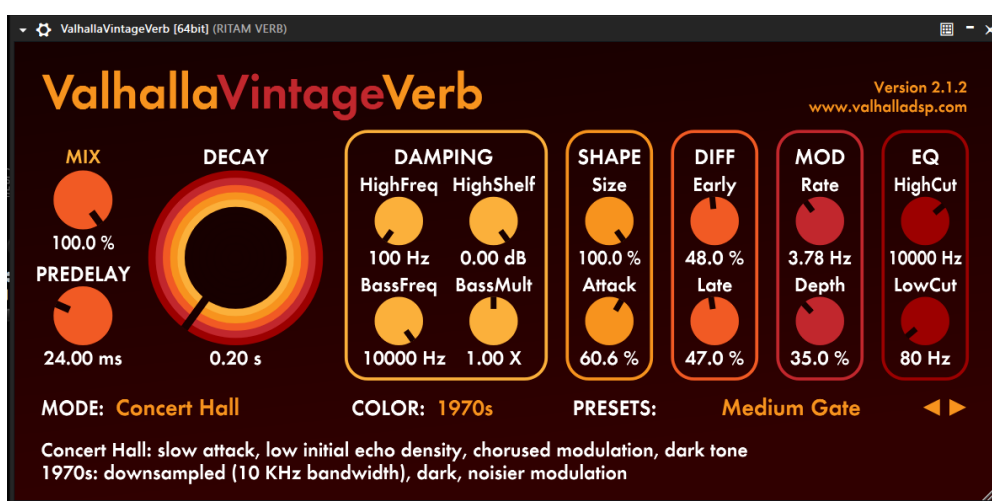 ValhallaVintageVerb [64bit] (RITAM VERB)
ValhallaVintageVerb
Version 2.1.2
www.valhalladsp.com
MIX
100.0 %
PREDELAY
24.00 ms
DECAY
0.20 s
DAMPING
HighFreq HighShelf
100 Hz 0.00 dB
BassFreq BassMult
10000 Hz 1.00 X
SHAPE
Size
100.0 %
Attack
60.6 %
DIFF
Early
48.0 %
Late
47.0 %
MOD
Rate
3.78 Hz
Depth
35.0 %
EQ
HighCut
10000 Hz
LowCut
80 Hz
MODE: Concert Hall COLOR: 1970s PRESETS: Medium Gate
Concert Hall: slow attack, low initial echo density, chorused modulation, dark tone
1970s: downsampled (10 KHz bandwidth), dark, noisier modulation